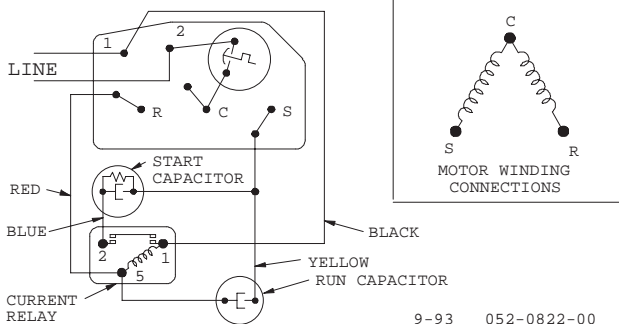 1
2
LINE
R
C
S
START
CAPACITOR
RED
BLUE
2
1
5
BLACK
YELLOW
RUN CAPACITOR
CURRENT
RELAY
C
S
R
MOTOR WINDING
CONNECTIONS
9-93 052-0822-00